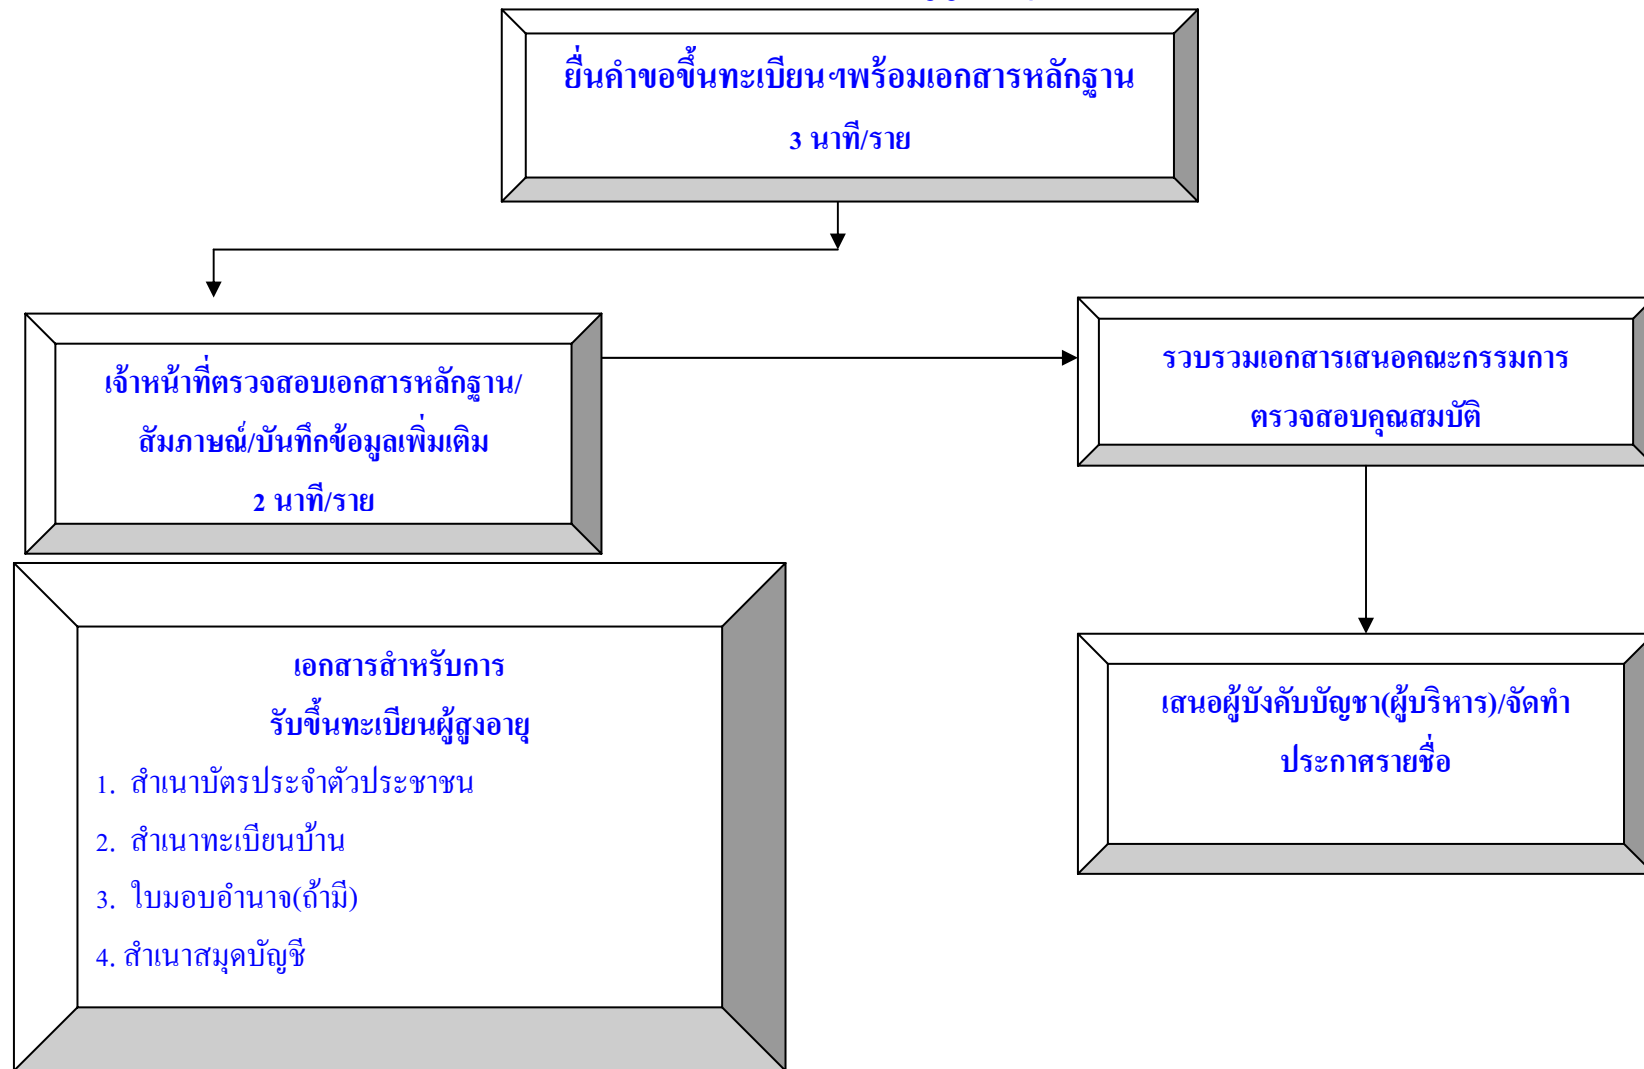 ยื่นคำขอขึ้นทะเบียนฯพร้อมเอกสารหลักฐาน
3 นาที/ราย
เจ้าหน้าที่ตรวจสอบเอกสารหลักฐาน/
สัมภาษณ์/บันทึกข้อมูลเพิ่มเติม
2 นาที/ราย
รวบรวมเอกสารเสนอคณะกรรมการ
ตรวจสอบคุณสมบัติ
เสนอผู้บังคับบัญชา(ผู้บริหาร)/จัดทำ
ประกาศรายชื่อ
เอกสารสำหรับการ
รับขึ้นทะเบียนผู้สูงอายุ
1. สำเนาบัตรประจำตัวประชาชน
2. สำเนาทะเบียนบ้าน
3. ใบมอบอำนาจ(ถ้ามี)
4. สำเนาสมุดบัญชี